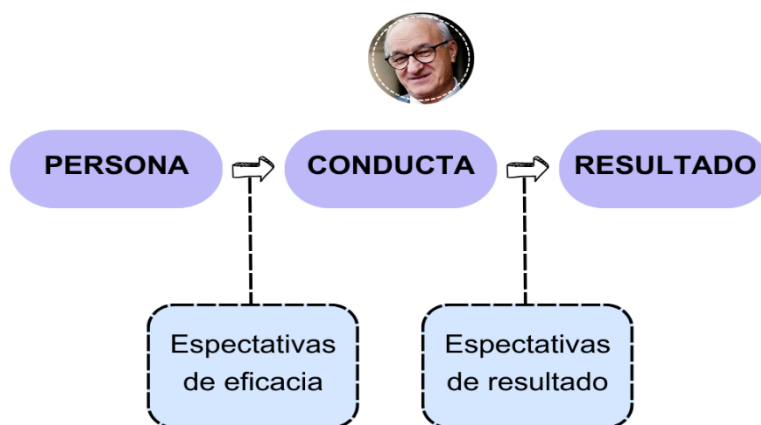 PERSONA
CONDUCTA
RESULTADO
Espectativas
de eficacia
Espectativas
de resultado